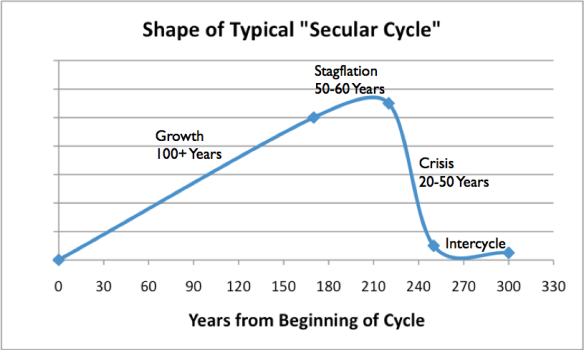 Shape of Typical "Secular Cycle"
Stagflation
50-60 Years
Growth
100+ Years
Crisis
20-50 Years
Intercycle
0 30 60 90 120 150 180 210 240 270 300 330
Years from Beginning of Cycle